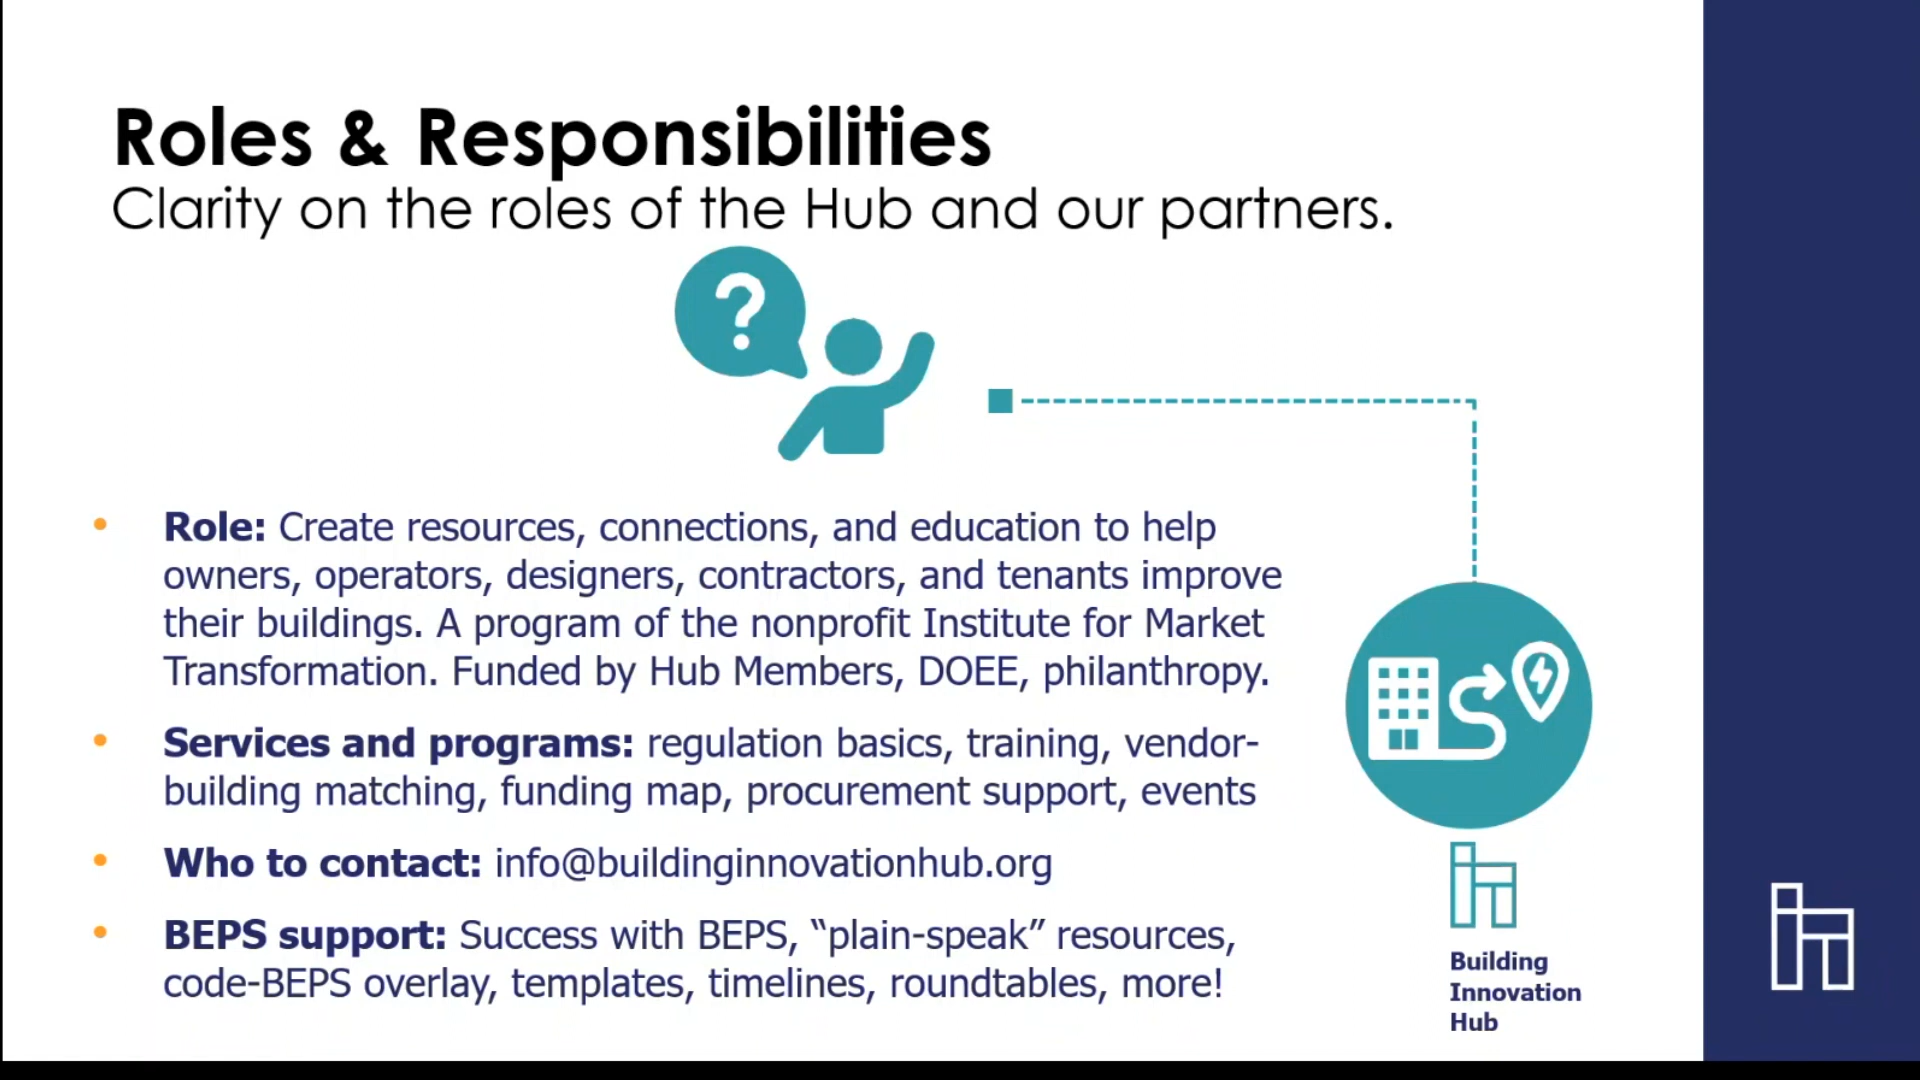 Roles & Responsibilities
Clarity on the roles of the Hub and our partners.
?
• Role: Create resources, connections, and education to help
owners, operators, designers, contractors, and tenants improve
their buildings. A program of the nonprofit Institute for Market
Transformation. Funded by Hub Members, DOEE, philanthropy.
• Services and programs: regulation basics, training, vendor-
building matching, funding map, procurement support, events
• Who to contact: info@buildinginnovationhub.org
• BEPS support: Success with BEPS, “plain-speak” resources,
code-BEPS overlay, templates, timelines, roundtables, more!
Building
Innovation
Hub